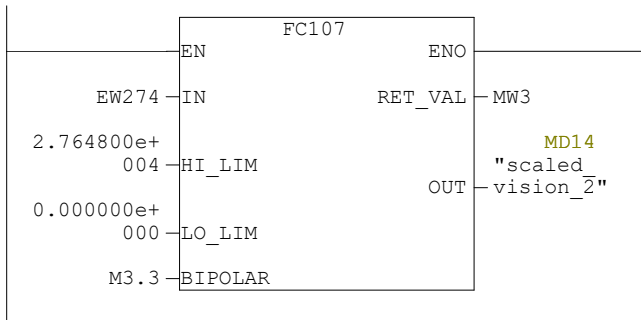 FC107
EN ENO
EW274 IN RET_VAL MW3
2.764800e+ MD14
004 HI_LIM "scaled_
OUT vision_2"
0.000000e+
000 LO_LIM
M3.3 BIPOLAR